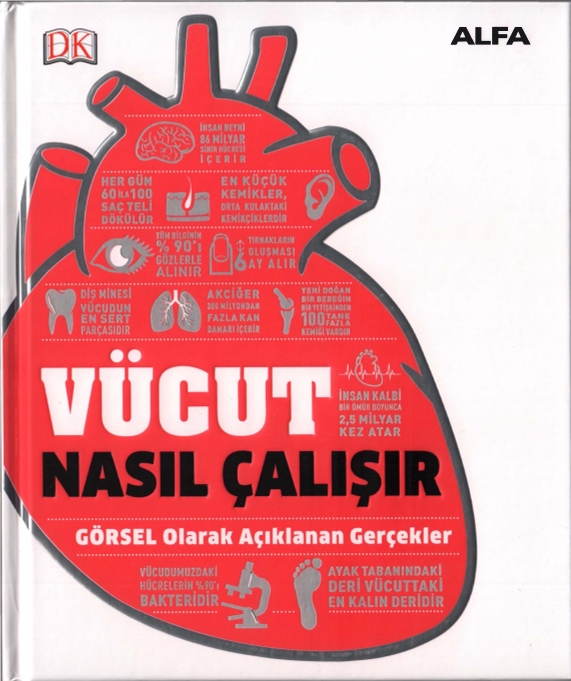 DK
ALFA
İNSAN BEYNİ
86 MİLYAR
SİNİR HÜCRESİ
İÇERİR
HER GÜN
60 ILA 100
SAÇ TELİ
DÖKÜLÜR
EN KÜÇÜK
KEMİKLER,
ORTA KULAKTAKİ
KEMİKÇİKLERDİR
TÜM BİLGİNİN
% 90'ı
GÖZLERLE
ALINIR
TIRNAKLARIN
OLUŞMASI
6 AY ALIR
DİŞ MİNESİ
VÜCUDUN
EN SERT
PARÇASIDIR
AKCİĞER
300 MİLYONDAN
FAZLA KAN
DAMARI İÇERİR
YENİ DOĞAN
BİR BEBEĞİN
BİR YETİŞKİNDEN
100 TANE
FAZLA
KEMİĞİ VARDIR
VÜCUT
İNSAN KALBİ
BİR ÖMÜR BOYUNCA
2,5 MİLYAR
KEZ ATAR
NASIL ÇALIŞIR
GÖRSEL Olarak Açıklanan Gerçekler
VÜCUDUMUZDAKİ
HÜCRELERİN %90'ı
BAKTERİDİR
AYAK TABANINDAKİ
DERİ VÜCUTTAKİ
EN KALIN DERİDİR